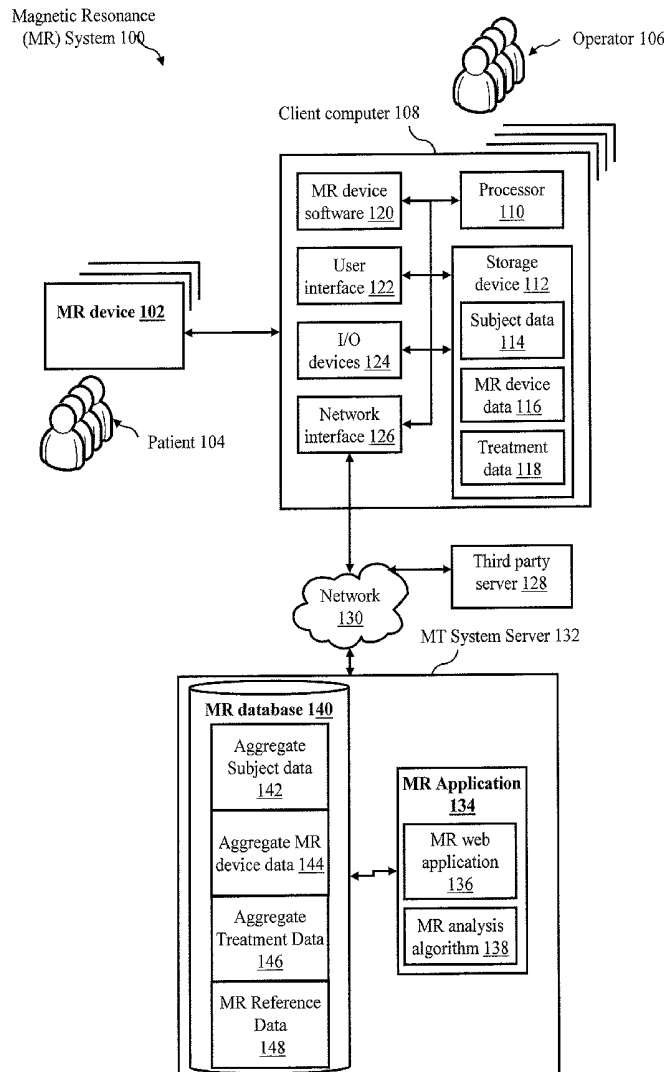 Magnetic Resonance
(MR) System 100
Operator 106
Client computer 108
MR device
software 120
Processor
110
User
interface 122
Storage
device 112
MR device 102
Subject data
114
I/O
devices 124
MR device
data 116
Network
interface 126
Treatment
data 118
Patient 104
Third party
server 128
Network
130
MT System Server 132
MR database 140
Aggregate
Subject data
142
MR Application
134
Aggregate MR
device data 144
MR web
application
136
Aggregate
Treatment Data
146
MR analysis
algorithm 138
MR Reference
Data
148